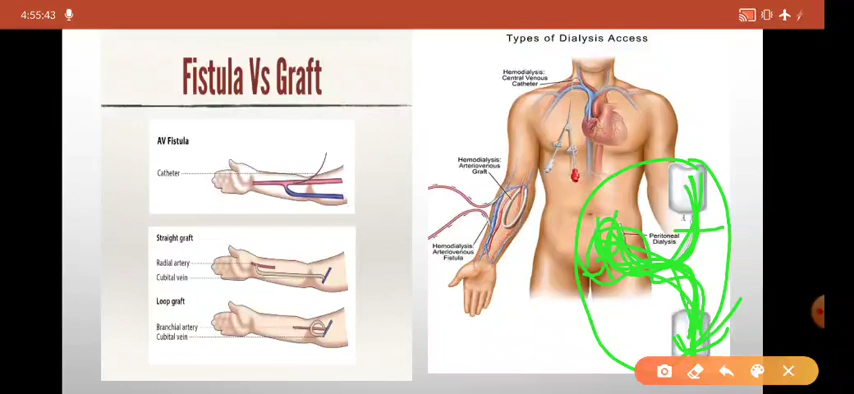 4:55:43
Fistula Vs Graft
AV Fistula
Catheter
Straight graft
Radial artery
Cubital vein
Loop graft
Branchial artery
Cubital vein
Types of Dialysis Access
Hemodialysis:
Central Venous
Catheter
Hemodialysis:
Arteriovenous
Graft
Hemodialysis
Arteriovenous
Fistula
Peritoneal
Dialysis